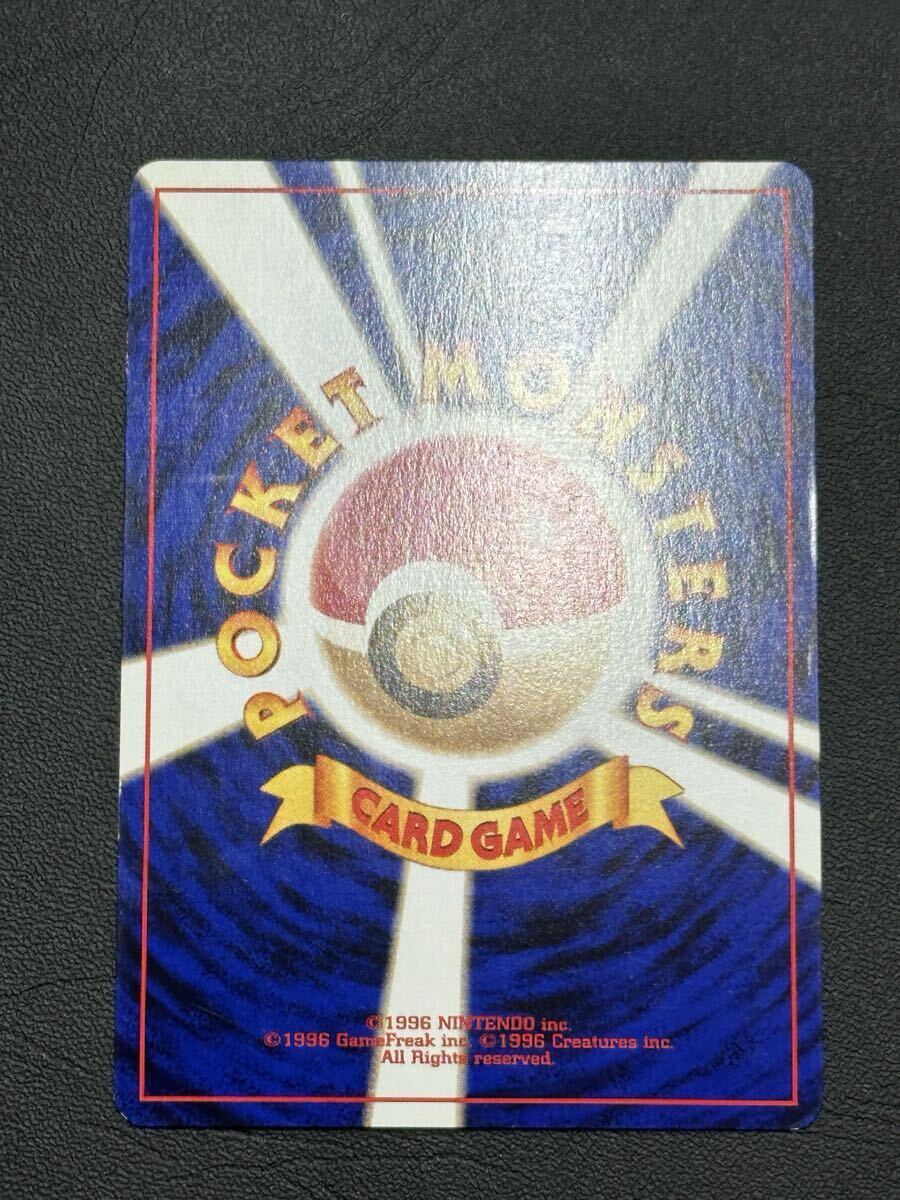 POCKET MONSTERS
CARD GAME
©1996 NINTENDO inc.
©1996 GameFreak inc. ©1996 Creatures inc.
All Rights reserved.